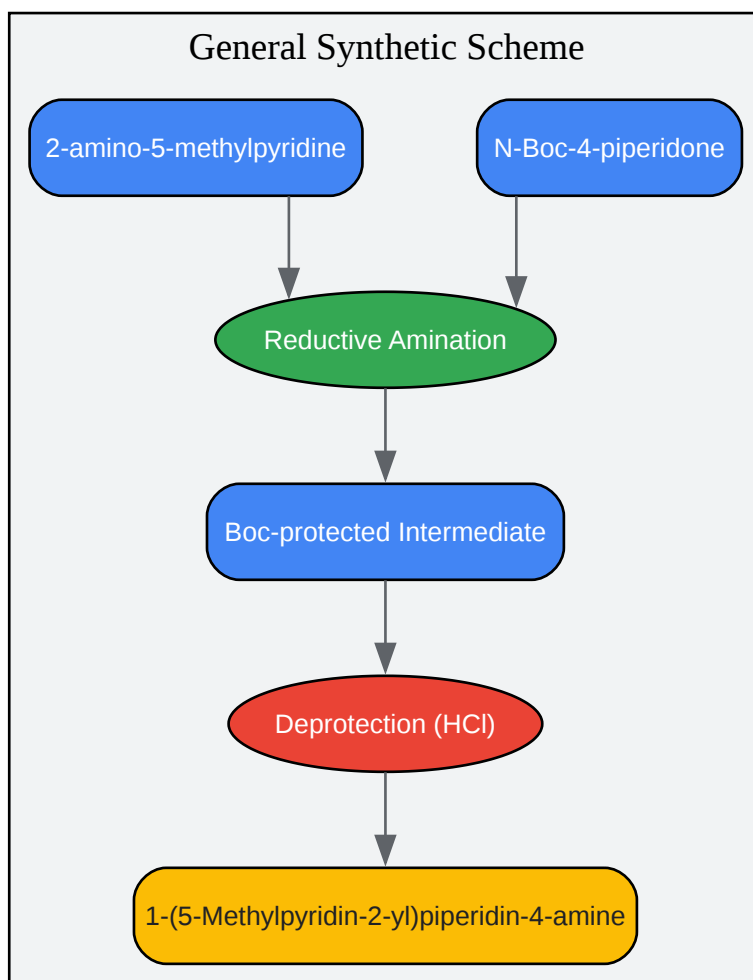 General Synthetic Scheme
2-amino-5-methylpyridine
N-Boc-4-piperidone
Reductive Amination
Boc-protected Intermediate
Deprotection (HCl)
1-(5-Methylpyridin-2-yl)piperidin-4-amine